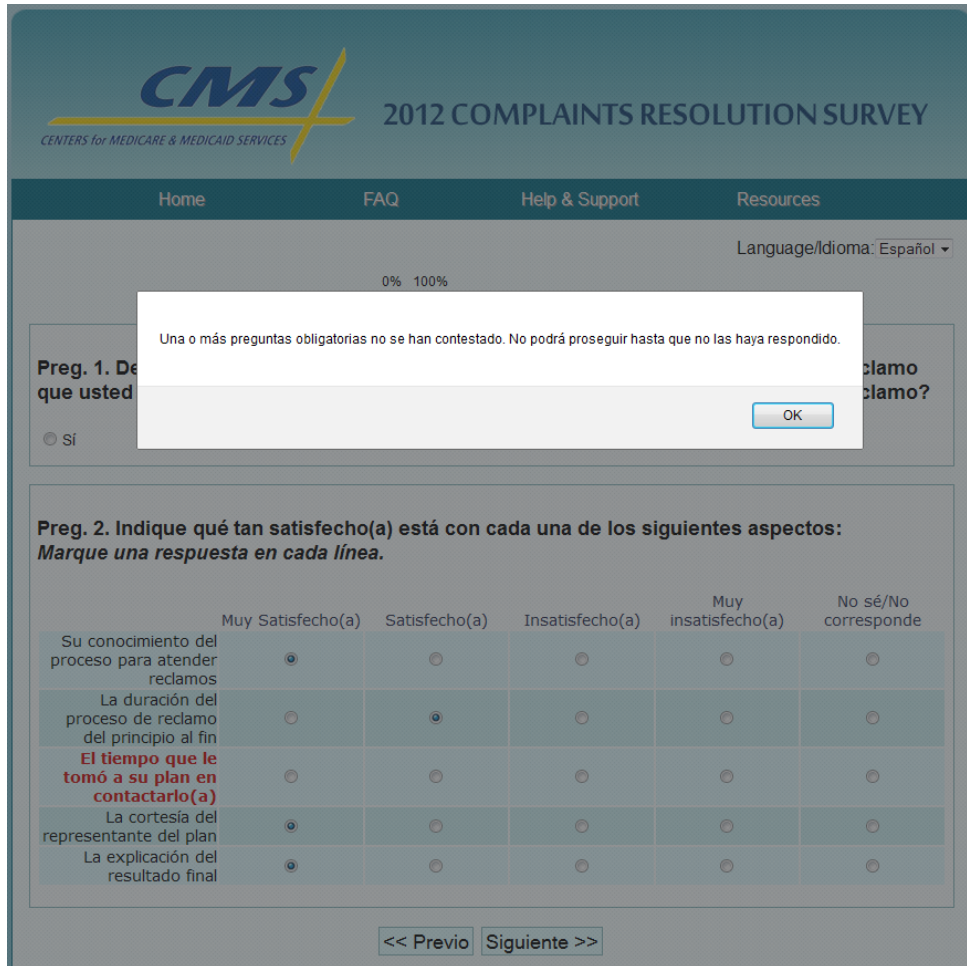 CMS
CENTERS for MEDICARE & MEDICAID SERVICES
2012 COMPLAINTS RESOLUTION SURVEY
Home FAQ Help & Support Resources
Language/Idioma: Español
0% 100%
Una o más preguntas obligatorias no se han contestado. No podrá proseguir hasta que no las haya respondido.
OK
Preg. 1. De clamo
que usted clamo?
Sí
Preg. 2. Indique qué tan satisfecho(a) está con cada una de los siguientes aspectos:
Marque una respuesta en cada línea.
Muy Satisfecho(a) Satisfecho(a) Insatisfecho(a) Muy insatisfecho(a) No sé/No corresponde
Su conocimiento del
proceso para atender
reclamos
La duración del
proceso de reclamo
del principio al fin
El tiempo que le
tomó a su plan en
contactarlo(a)
La cortesía del
representante del plan
La explicación del
resultado final
<< Previo Siguiente >>